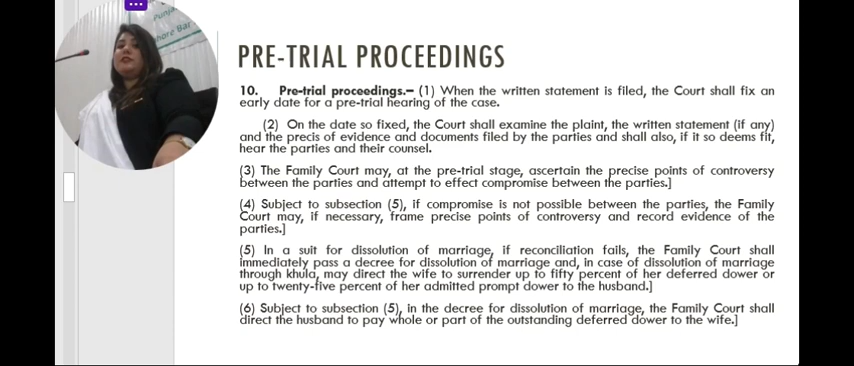 Punja
hore Bar
PRE-TRIAL PROCEEDINGS
10. Pre-trial proceedings.– (1) When the written statement is filed, the Court shall fix an
early date for a pre-trial hearing of the case.
(2) On the date so fixed, the Court shall examine the plaint, the written statement (if any)
and the precis of evidence and documents filed by the parties and shall also, if it so deems fit,
hear the parties and their counsel.
(3) The Family Court may, at the pre-trial stage, ascertain the precise points of controversy
between the parties and attempt to effect compromise between the parties.]
(4) Subject to subsection (5), if compromise is not possible between the parties, the Family
Court may, if necessary, frame precise points of controversy and record evidence of the
parties.]
(5) In a suit for dissolution of marriage, if reconciliation fails, the Family Court shall
immediately pass a decree for dissolution of marriage and, in case of dissolution of marriage
through khula, may direct the wife to surrender up to fifty percent of her deferred dower or
up to twenty-five percent of her admitted prompt dower to the husband.]
(6) Subject to subsection (5), in the decree for dissolution of marriage, the Family Court shall
direct the husband to pay whole or part of the outstanding deferred dower to the wife.]